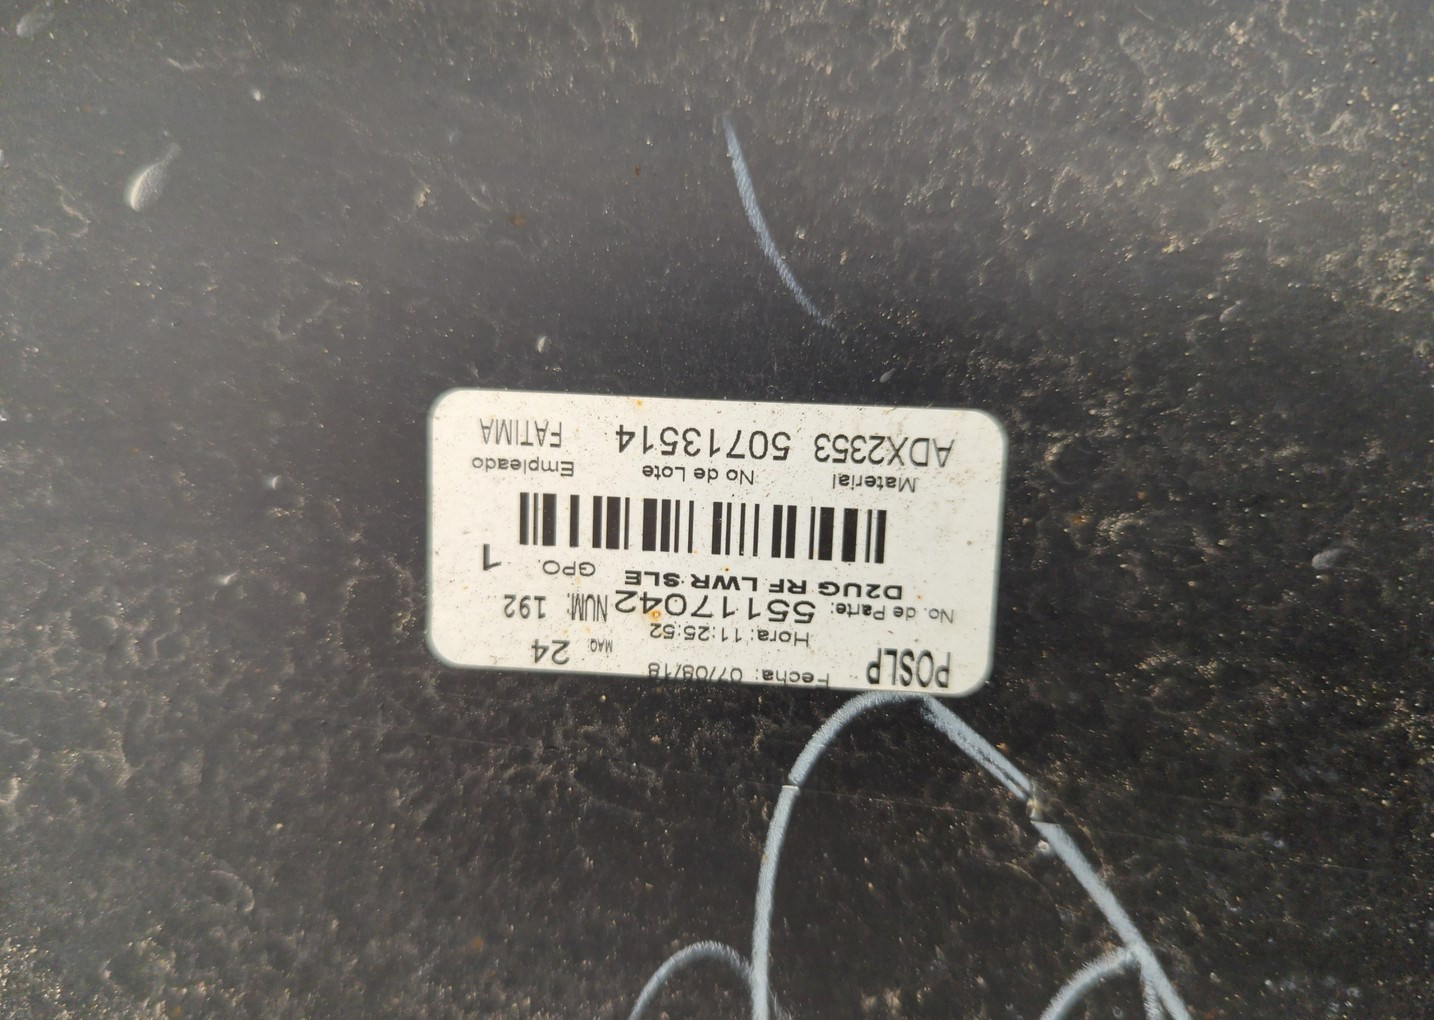 POSLP Fecha: 07/08/18 MAQ: 24
Hora: 11:25:52
No. de Parte: 55117042 NUM: 192
D2UG RF LWR SLE GPO. 1
Material No de Lote Empleado
ADX2353 50713514 FATIMA